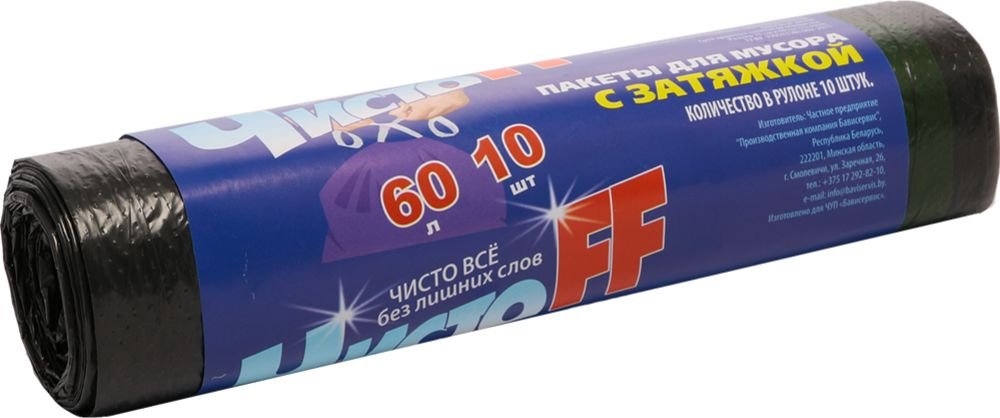 ЧистоFF
60 10
л шт
ЧИСТО ВСЁ
без лишних слов
ЧистоFF
ПАКЕТЫ ДЛЯ МУСОРА
С ЗАТЯЖКОЙ
КОЛИЧЕСТВО В РУЛОНЕ 10 ШТУК.
Изготовитель: Частное предприятие
"Производственная компания Бависервис",
Республика Беларусь,
222201, Минская область,
г. Смолевичи, ул. Заречная, 26,
тел.: +375 17 292-82-10,
e-mail: info@baviservis.by.
Изготовлено для ЧУП «Бависервис».